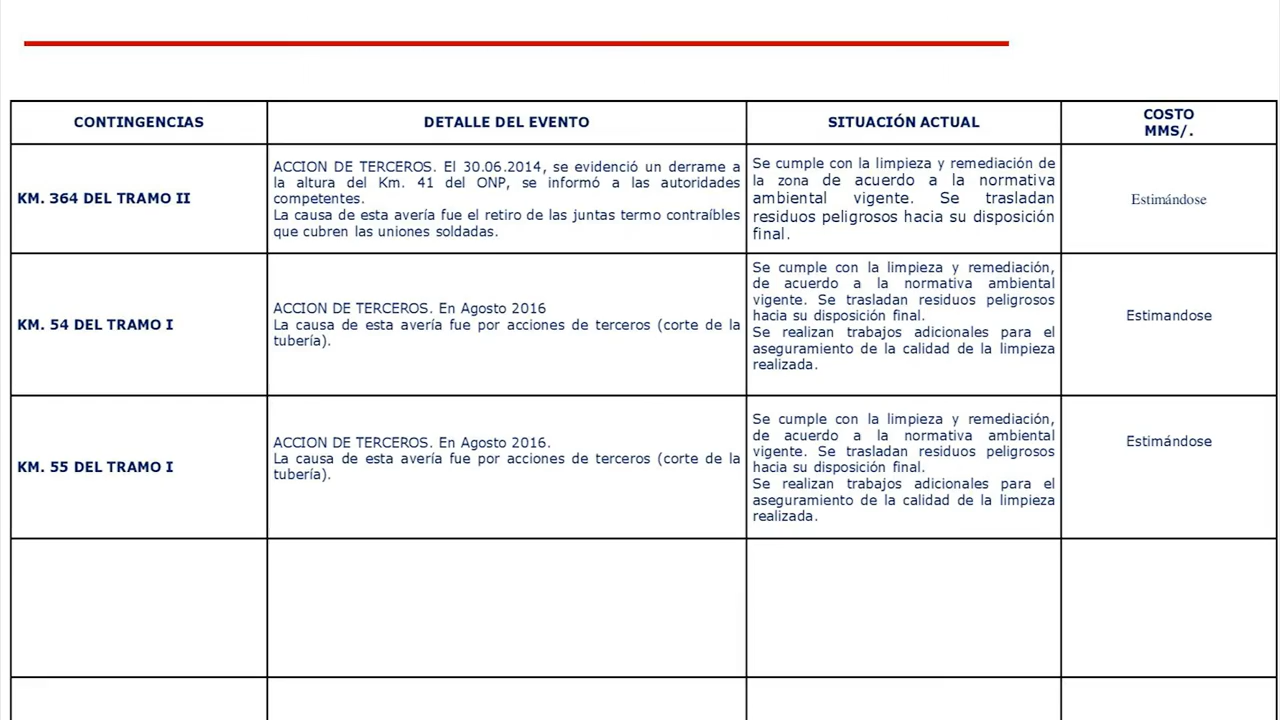 CONTINGENCIAS
DETALLE DEL EVENTO
SITUACIÓN ACTUAL
COSTO
MMS/.
KM. 364 DEL TRAMO II
ACCION DE TERCEROS. El 30.06.2014, se evidenció un derrame a
la altura del Km. 41 del ONP, se informó a las autoridades
competentes.
La causa de esta avería fue el retiro de las juntas termo contraíbles
que cubren las uniones soldadas.
Se cumple con la limpieza y remediación de
la zona de acuerdo a la normativa
ambiental vigente. Se trasladan
residuos peligrosos hacia su disposición
final.
Estimándose
KM. 54 DEL TRAMO I
ACCION DE TERCEROS. En Agosto 2016
La causa de esta avería fue por acciones de terceros (corte de la
tubería).
Se cumple con la limpieza y remediación,
de acuerdo a la normativa ambiental
vigente. Se trasladan residuos peligrosos
hacia su disposición final.
Se realizan trabajos adicionales para el
aseguramiento de la calidad de la limpieza
realizada.
Estimandose
KM. 55 DEL TRAMO I
ACCION DE TERCEROS. En Agosto 2016.
La causa de esta avería fue por acciones de terceros (corte de la
tubería).
Se cumple con la limpieza y remediación,
de acuerdo a la normativa ambiental
vigente. Se trasladan residuos peligrosos
hacia su disposición final.
Se realizan trabajos adicionales para el
aseguramiento de la calidad de la limpieza
realizada.
Estimándose